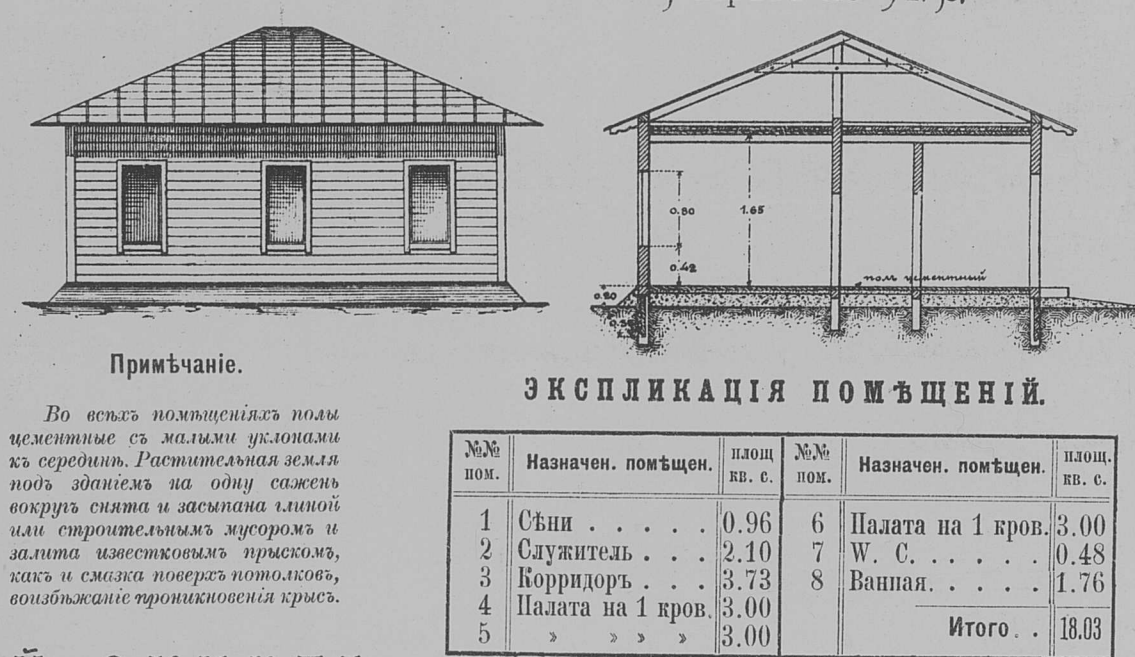 0.80
1.65
0.42
0.20
полъ цементный
Примѣчаніе.
Во всѣхъ помѣщеніяхъ полы
цементные съ малыми уклонами
къ серединѣ. Растительная земля
подъ зданіемъ на одну сажень
вокругъ снята и засыпана глиной
или строительнымъ мусоромъ и
залита известковымъ прыскомъ,
какъ и смазка поверхъ потолковъ,
воизбѣжаніе проникновенія крысъ.
ЭКСПЛИКАЦІЯ ПОМѢЩЕНІЙ.
№№ пом. Назначен. помѣщен. площ кв. с. №№ пом. Назначен. помѣщен. площ. кв. с.
1 Сѣни . . . . . 0.96 6 Палата на 1 кров. 3.00
2 Служитель . . . 2.10 7 W. C. . . . . . 0.48
3 Корридоръ . . . 3.73 8 Ванная. . . . . 1.76
4 Палата на 1 кров. 3.00
5 » » » » 3.00 Итого . . 18.03